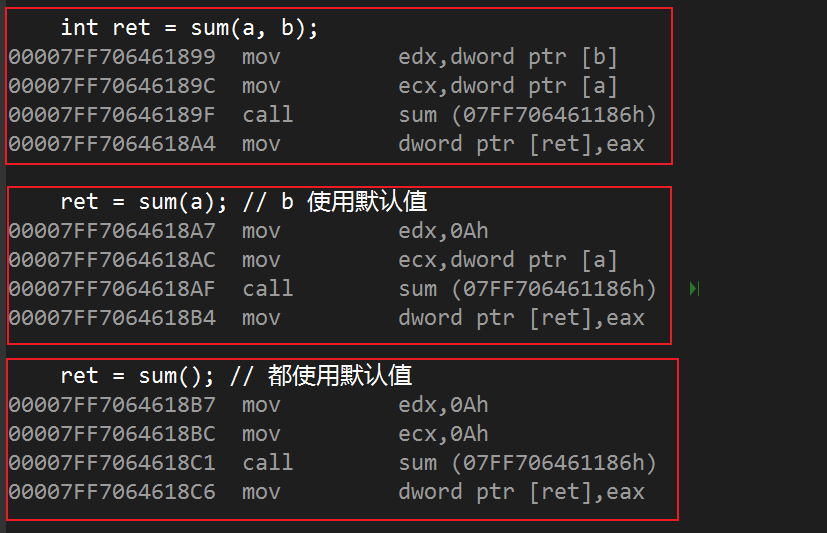 int ret = sum(a, b);
00007FF706461899 mov edx,dword ptr [b]
00007FF70646189C mov ecx,dword ptr [a]
00007FF70646189F call sum (07FF706461186h)
00007FF7064618A4 mov dword ptr [ret],eax
ret = sum(a); // b 使用默认值
00007FF7064618A7 mov edx,0Ah
00007FF7064618AC mov ecx,dword ptr [a]
00007FF7064618AF call sum (07FF706461186h)
00007FF7064618B4 mov dword ptr [ret],eax
ret = sum(); // 都使用默认值
00007FF7064618B7 mov edx,0Ah
00007FF7064618BC mov ecx,0Ah
00007FF7064618C1 call sum (07FF706461186h)
00007FF7064618C6 mov dword ptr [ret],eax